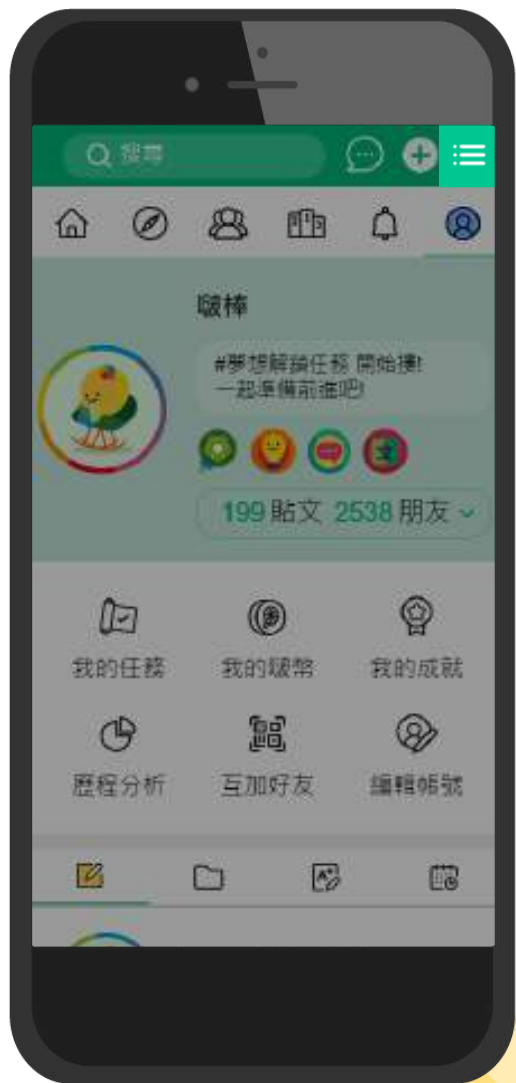 搜尋
啵棒
#夢想解鎖任務 開始摟!
一起準備前進吧!
199 貼文 2538 朋友
我的任務 我的啵幣 我的成就
歷程分析 互加好友 編輯帳號